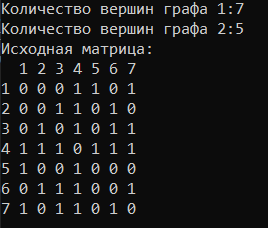 Количество вершин графа 1:7
Количество вершин графа 2:5
Исходная матрица:
  1 2 3 4 5 6 7
1 0 0 0 1 1 0 1
2 0 0 1 1 0 1 0
3 0 1 0 1 0 1 1
4 1 1 1 0 1 1 1
5 1 0 0 1 0 0 0
6 0 1 1 1 0 0 1
7 1 0 1 1 0 1 0